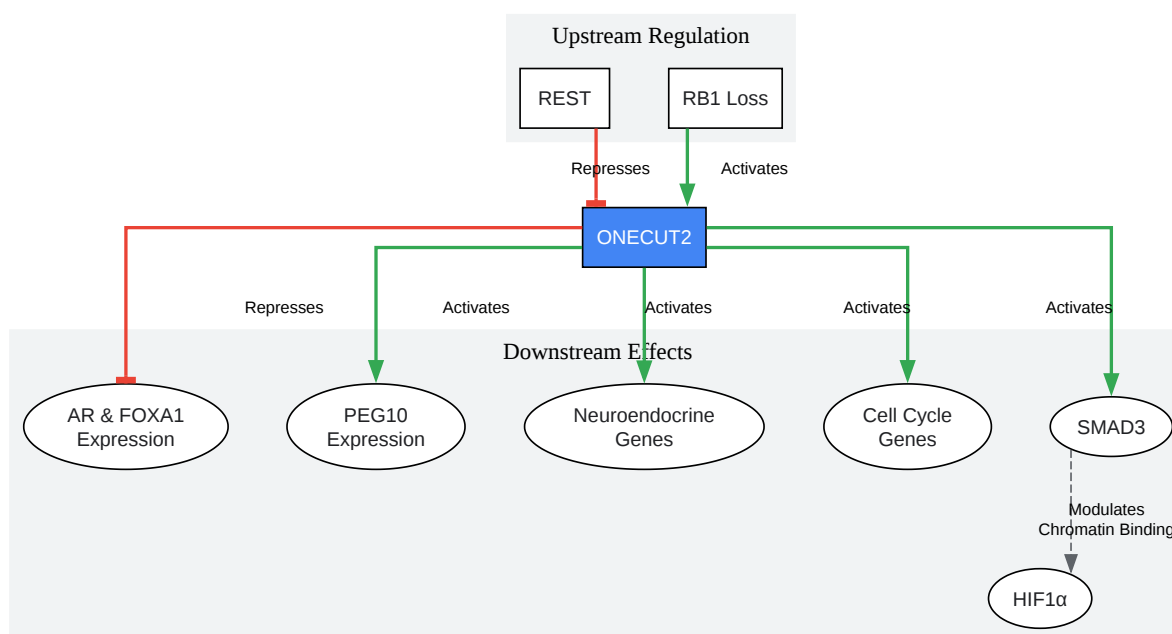 Upstream Regulation
REST
RB1 Loss
Represses
Activates
ONECUT2
Represses
Activates
Activates
Activates
Activates
Downstream Effects
AR & FOXA1
Expression
PEG10
Expression
Neuroendocrine
Genes
Cell Cycle
Genes
SMAD3
Modulates
Chromatin Binding
HIF1α